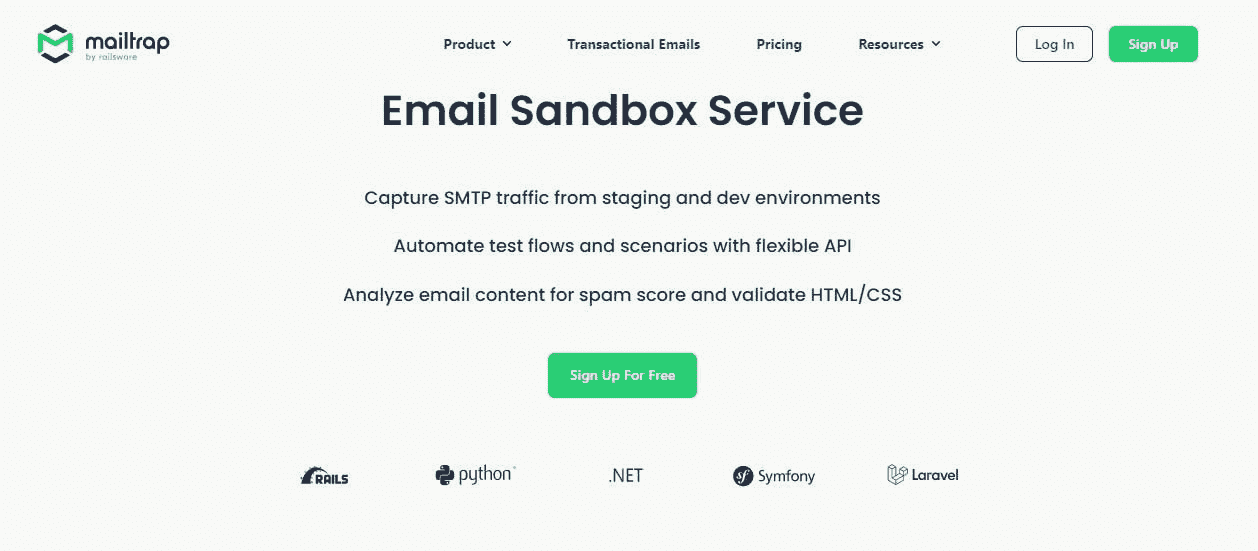 mailtrap
by railsware
Product
Transactional Emails
Pricing
Resources
Log In
Sign Up
Email Sandbox Service
Capture SMTP traffic from staging and dev environments
Automate test flows and scenarios with flexible API
Analyze email content for spam score and validate HTML/CSS
Sign Up For Free
RAILS
python™
.NET
sf Symfony
Laravel